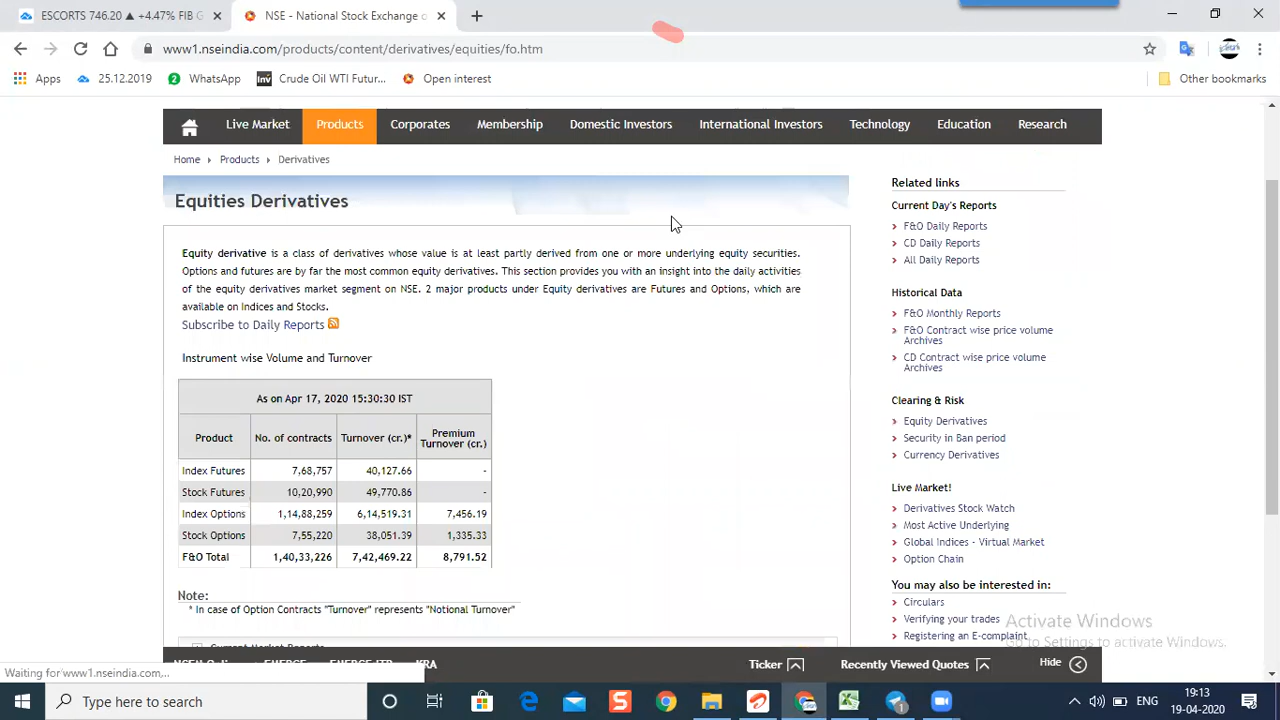 ESCORTS 746.20 ▲ +4.47% FIB G
NSE - National Stock Exchange o
www1.nseindia.com/products/content/derivatives/equities/fo.htm
Apps 25.12.2019 WhatsApp Crude Oil WTI Futur... Open interest Other bookmarks
Live Market Products Corporates Membership Domestic Investors International Investors Technology Education Research
Home Products Derivatives
Equities Derivatives
Equity derivative is a class of derivatives whose value is at least partly derived from one or more underlying equity securities.
Options and futures are by far the most common equity derivatives. This section provides you with an insight into the daily activities
of the equity derivatives market segment on NSE. 2 major products under Equity derivatives are Futures and Options, which are
available on Indices and Stocks.
Subscribe to Daily Reports
Instrument wise Volume and Turnover
As on Apr 17, 2020 15:30:30 IST
Product No. of contracts Turnover (cr.)* Premium Turnover (cr.)
Index Futures 7,68,757 40,127.66 -
Stock Futures 10,20,990 49,770.86 -
Index Options 1,14,88,259 6,14,519.31 7,456.19
Stock Options 7,55,220 38,051.39 1,335.33
F&O Total 1,40,33,226 7,42,469.22 8,791.52
Note:
* In case of Option Contracts "Turnover" represents "Notional Turnover"
Related links
Current Day's Reports
F&O Daily Reports
CD Daily Reports
All Daily Reports
Historical Data
F&O Monthly Reports
F&O Contract wise price volume
Archives
CD Contract wise price volume
Archives
Clearing & Risk
Equity Derivatives
Security in Ban period
Currency Derivatives
Live Market!
Derivatives Stock Watch
Most Active Underlying
Global Indices - Virtual Market
Option Chain
You may also be interested in:
Circulars
Verifying your trades
Registering an E-complaint
Activate Windows
Go to Settings to activate Windows.
KRA
Ticker
Recently Viewed Quotes
Hide
Waiting for www1.nseindia.com,...
Type here to search
ENG
19:13
19-04-2020